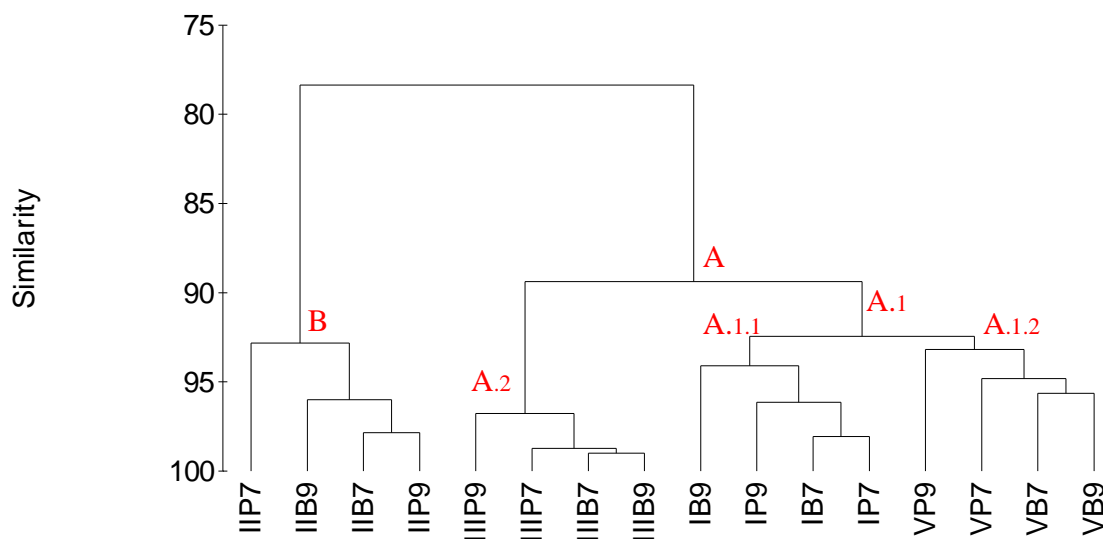 75
80
85
90
95
100
Similarity
A
A.1
B
A.1.1
A.1.2
A.2
IIP7
IIB9
IIB7
IIP9
IIIP9
IIIP7
IIIB7
IIIB9
IB9
IP9
IB7
IP7
VP9
VP7
VB7
VB9